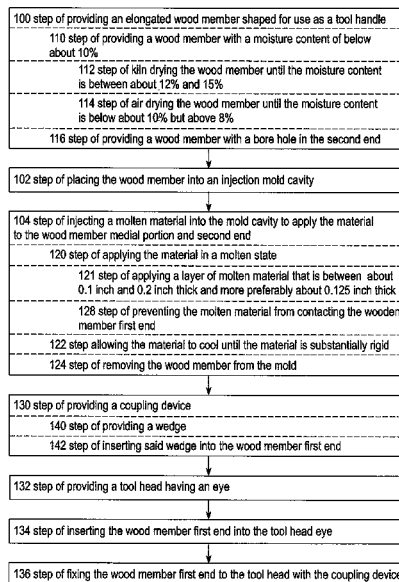 100 step of providing an elongated wood member shaped for use as a tool handle
110 step of providing a wood member with a moisture content of below
about 10%
112 step of kiln drying the wood member until the moisture content
is between about 12% and 15%
114 step of air drying the wood member until the moisture content
is below about 10% but above 8%
116 step of providing a wood member with a bore hole in the second end
102 step of placing the wood member into an injection mold cavity
104 step of injecting a molten material into the mold cavity to apply the material
to the wood member medial portion and second end
120 step of applying the material in a molten state
121 step of applying a layer of molten material that is between about
0.1 inch and 0.2 inch thick and more preferably about 0.125 inch thick
128 step of preventing the molten material from contacting the wooden
member first end
122 step allowing the material to cool until the material is substantially rigid
124 step of removing the wood member from the mold
130 step of providing a coupling device
140 step of providing a wedge
142 step of inserting said wedge into the wood member first end
132 step of providing a tool head having an eye
134 step of inserting the wood member first end into the tool head eye
136 step of fixing the wood member first end to the tool head with the coupling device